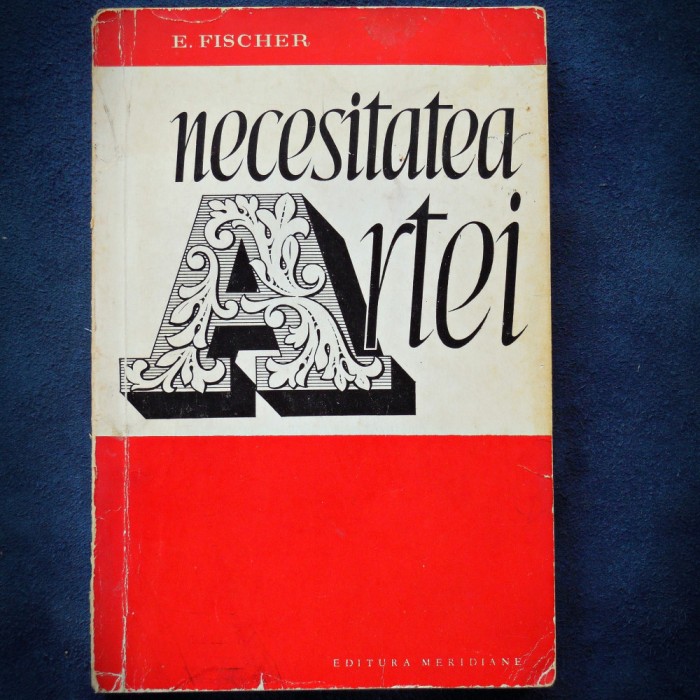 E. FISCHER
necesitatea
Artei
EDITURA MERIDIANE